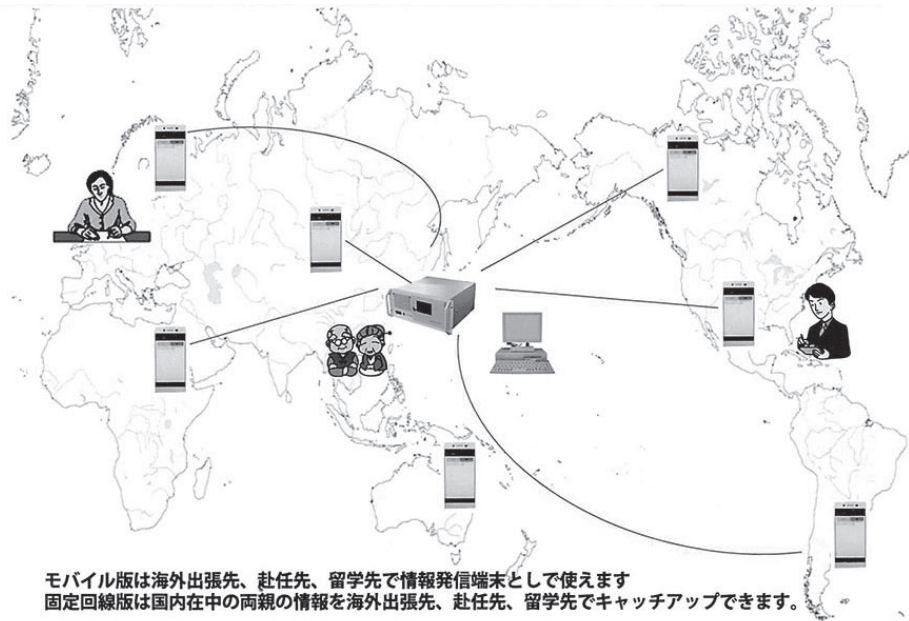 モバイル版は海外出張先、赴任先、留学先で情報発信端末としで使えます
固定回線版は国内在中の両親の情報を海外出張先、赴任先、留学先でキャッチアップできます。